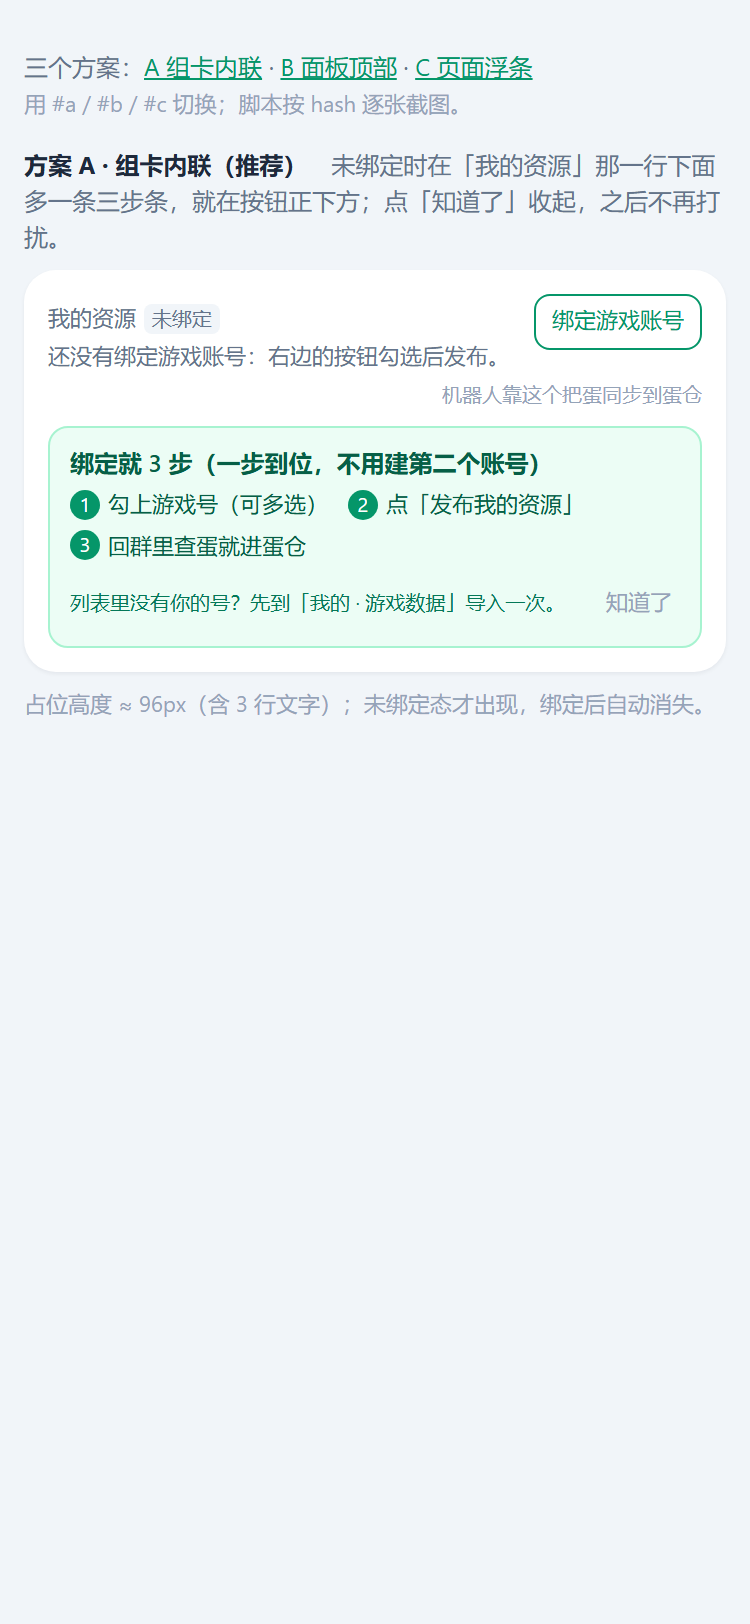 三个方案：A 组卡内联 · B 面板顶部 · C 页面浮条
用 #a / #b / #c 切换；脚本按 hash 逐张截图。
方案 A · 组卡内联（推荐） 未绑定时在「我的资源」那一行下面
多一条三步条，就在按钮正下方；点「知道了」收起，之后不再打
扰。
我的资源 未绑定
绑定游戏账号
还没有绑定游戏账号：右边的按钮勾选后发布。
机器人靠这个把蛋同步到蛋仓
绑定就 3 步（一步到位，不用建第二个账号）
1 勾上游戏号（可多选） 2 点「发布我的资源」
3 回群里查蛋就进蛋仓
列表里没有你的号？先到「我的 · 游戏数据」导入一次。 知道了
占位高度 ≈ 96px（含 3 行文字）；未绑定态才出现，绑定后自动消失。